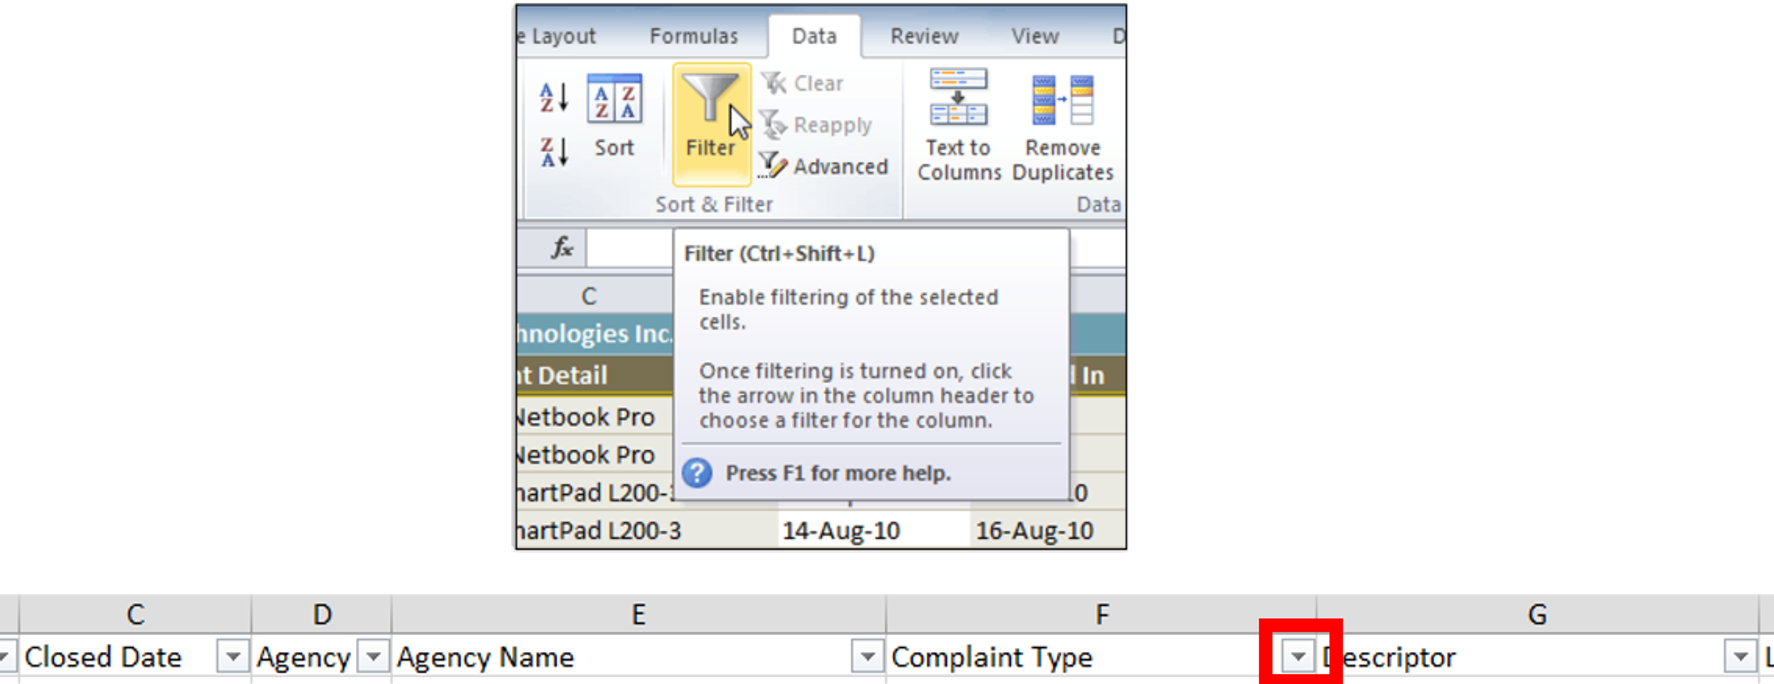 e Layout Formulas Data Review View D
Clear
Reapply
Sort Filter Advanced Text to Columns Remove Duplicates
Sort & Filter Data
fx
Filter (Ctrl+Shift+L)
Enable filtering of the selected
cells.
Once filtering is turned on, click
the arrow in the column header to
choose a filter for the column.
Press F1 for more help.
C
hnologies Inc.
nt Detail d In
Netbook Pro
Netbook Pro
nartPad L200-3 10
nartPad L200-3 14-Aug-10 16-Aug-10
C D E F G
Closed Date Agency Agency Name Complaint Type Descriptor L